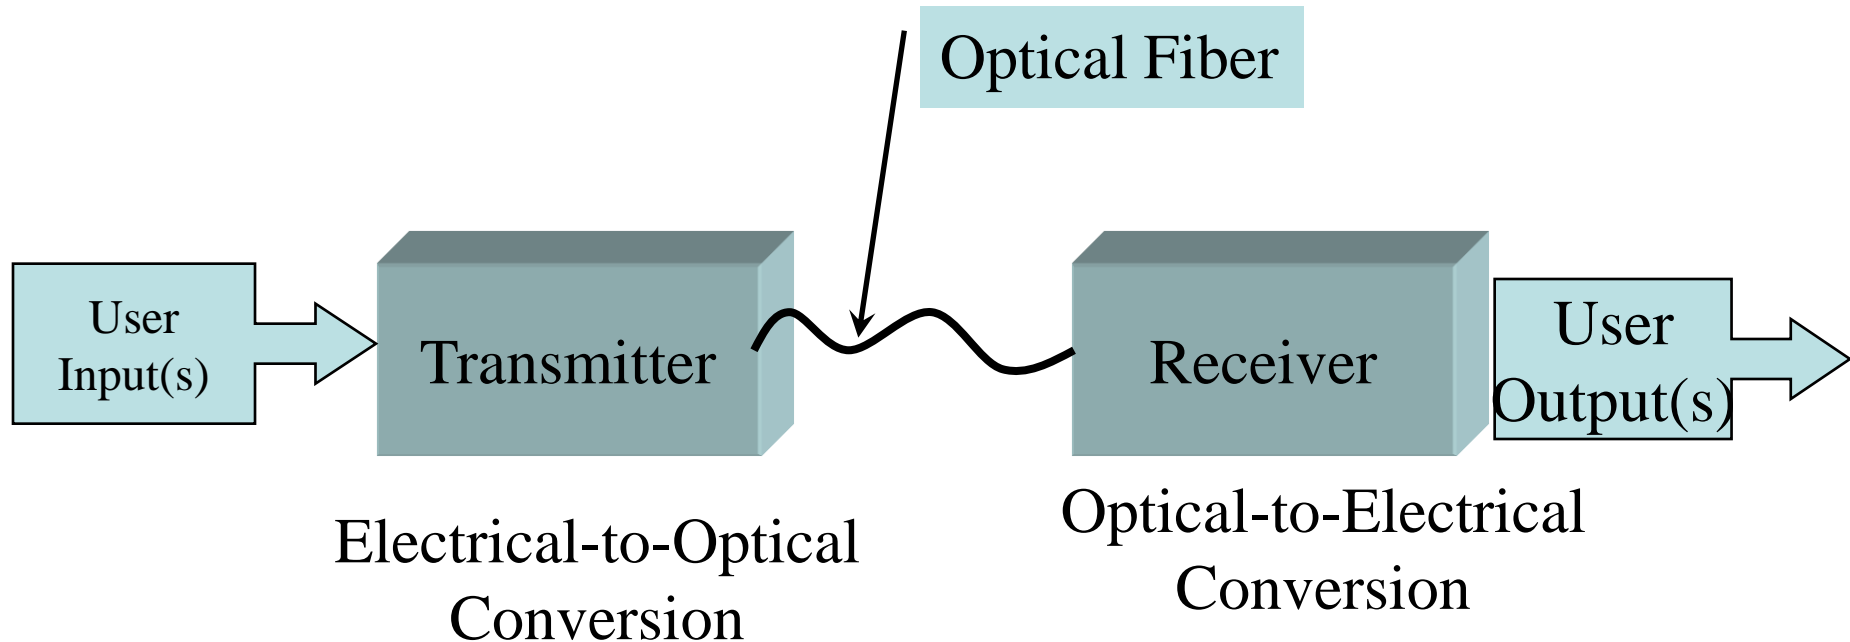 Optical Fiber
User
Input(s)
Transmitter
Receiver
User
Output(s)
Electrical-to-Optical
Conversion
Optical-to-Electrical
Conversion